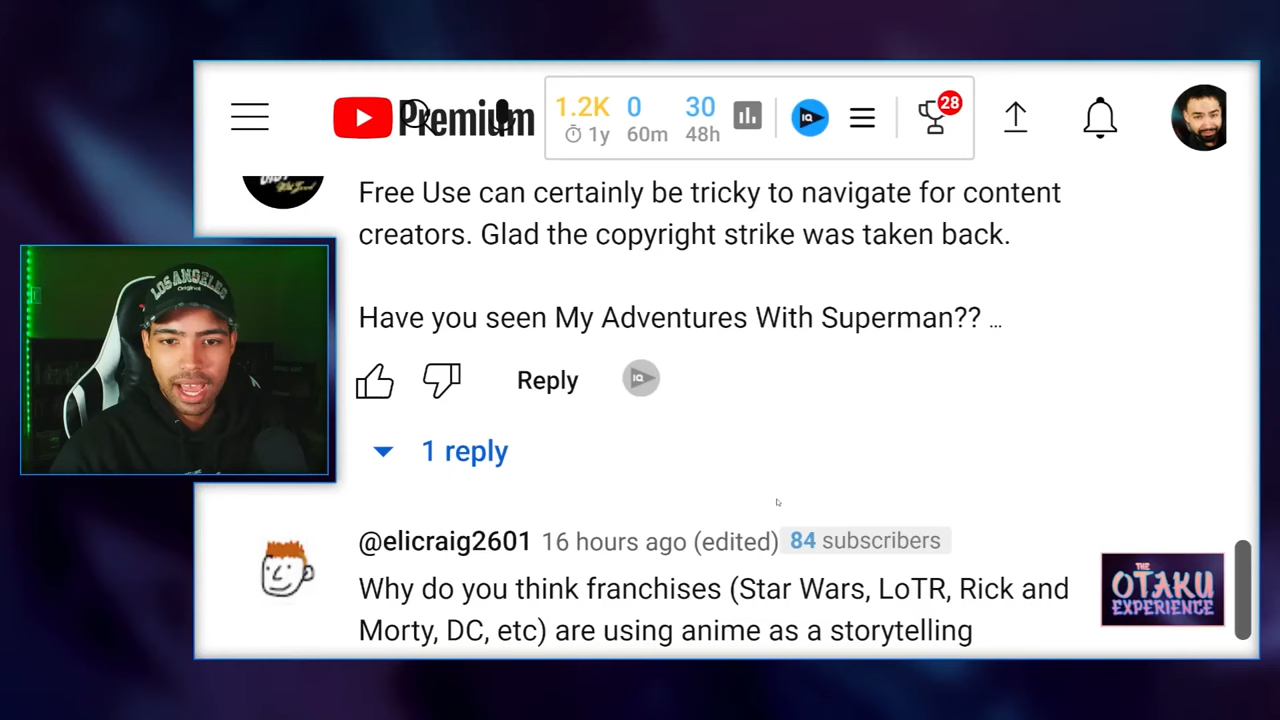 Premium
1.2K 0 30
1y 60m 48h
IQ
28
Free Use can certainly be tricky to navigate for content
creators. Glad the copyright strike was taken back.
Have you seen My Adventures With Superman?? ...
Reply
IQ
1 reply
LOS ANGELES
Original
@elicraig2601 16 hours ago (edited) 84 subscribers
Why do you think franchises (Star Wars, LoTR, Rick and
Morty, DC, etc) are using anime as a storytelling
THE
OTAKU
EXPERIENCE